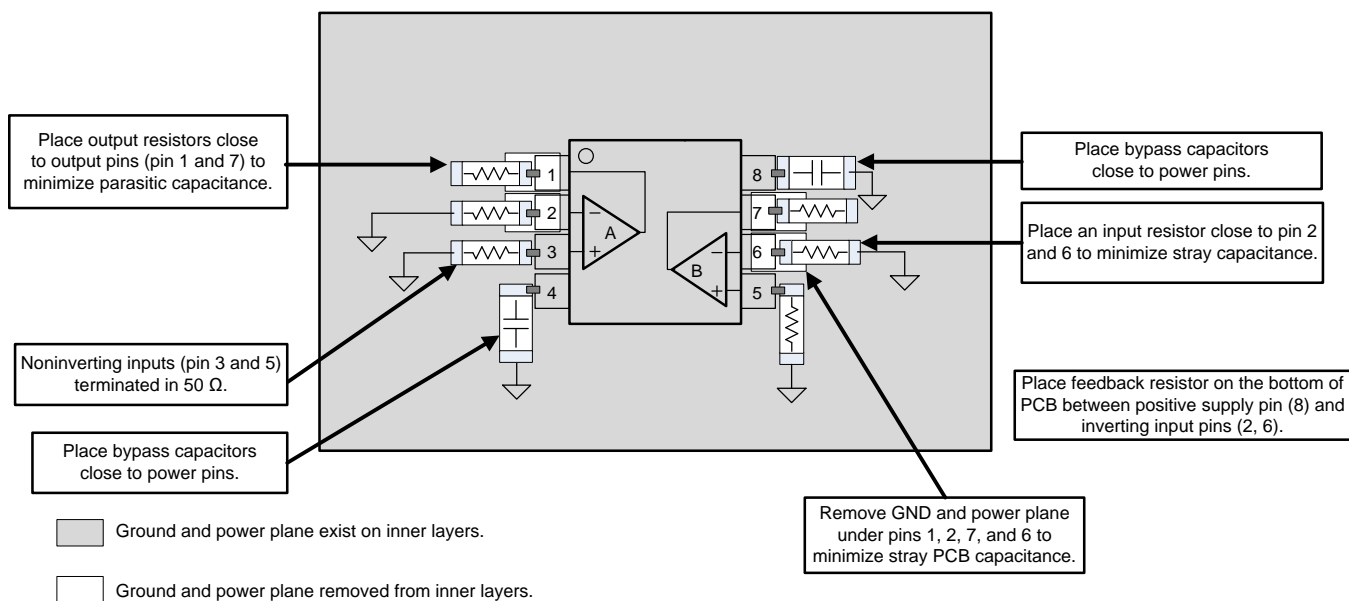 Place output resistors close
to output pins (pin 1 and 7) to
minimize parasitic capacitance.
Noninverting inputs (pin 3 and 5)
terminated in 50 Ω.
Place bypass capacitors
close to power pins.
1
2
3
4
A
B
8
7
6
5
−
+
−
+
Place bypass capacitors
close to power pins.
Place an input resistor close to pin 2
and 6 to minimize stray capacitance.
Place feedback resistor on the bottom of
PCB between positive supply pin (8) and
inverting input pins (2, 6).
Remove GND and power plane
under pins 1, 2, 7, and 6 to
minimize stray PCB capacitance.
Ground and power plane exist on inner layers.
Ground and power plane removed from inner layers.